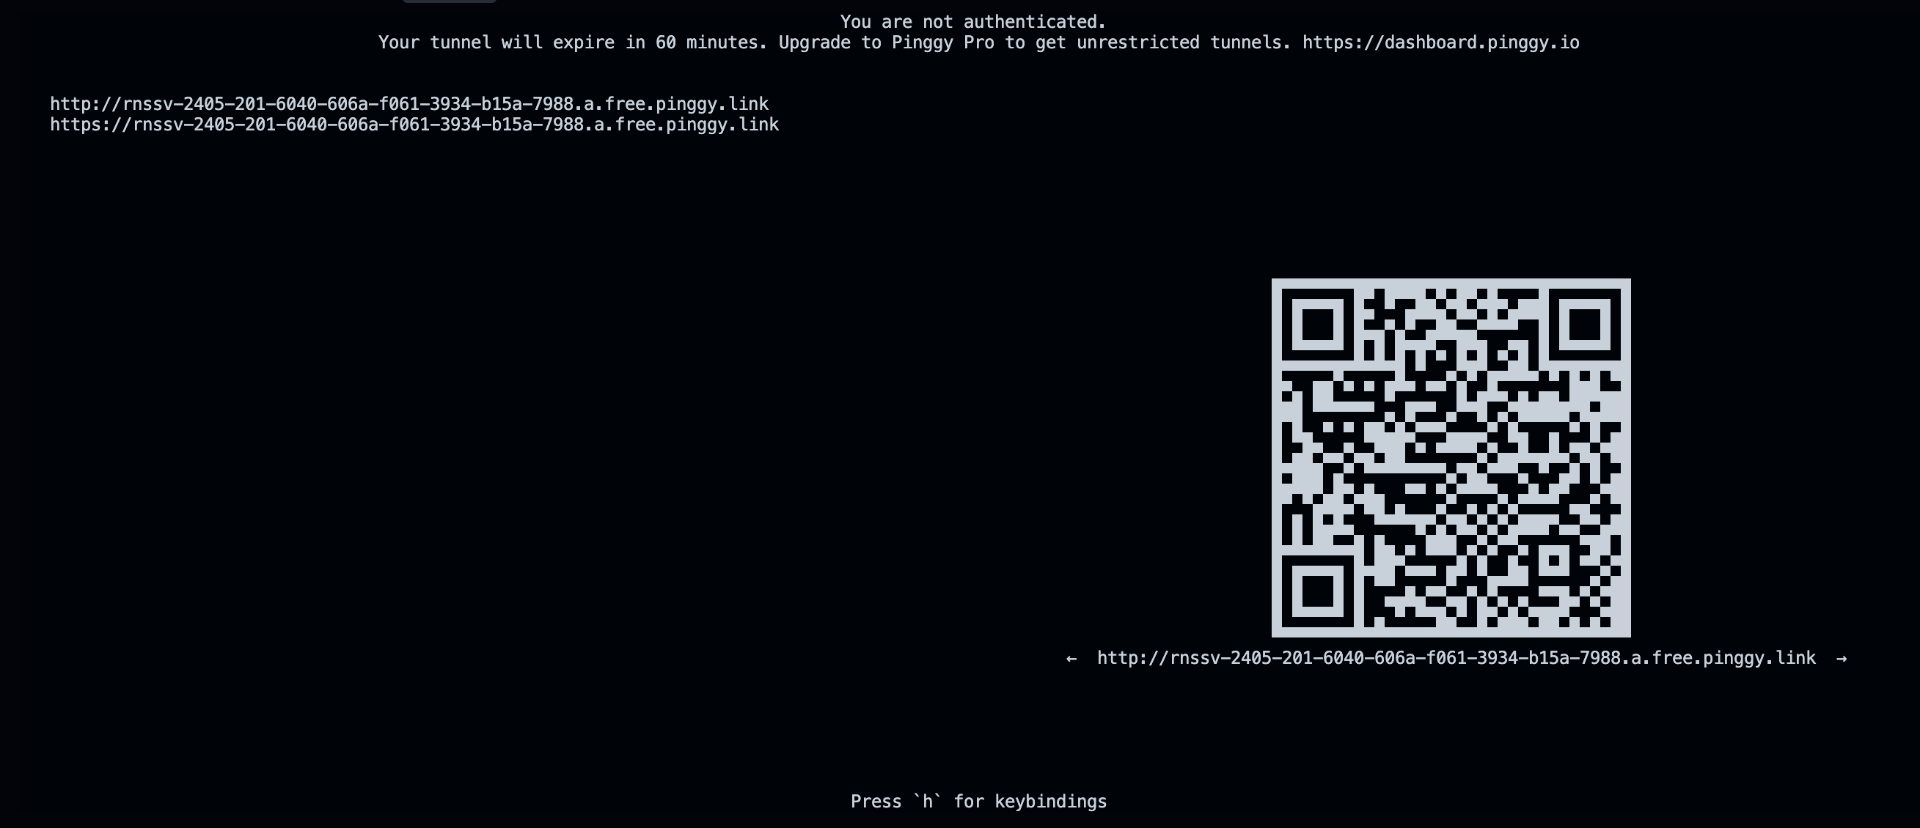 You are not authenticated.
Your tunnel will expire in 60 minutes. Upgrade to Pinggy Pro to get unrestricted tunnels. https://dashboard.pinggy.io
http://rnssv-2405-201-6040-606a-f061-3934-b15a-7988.a.free.pinggy.link
https://rnssv-2405-201-6040-606a-f061-3934-b15a-7988.a.free.pinggy.link
← http://rnssv-2405-201-6040-606a-f061-3934-b15a-7988.a.free.pinggy.link →
Press `h` for keybindings